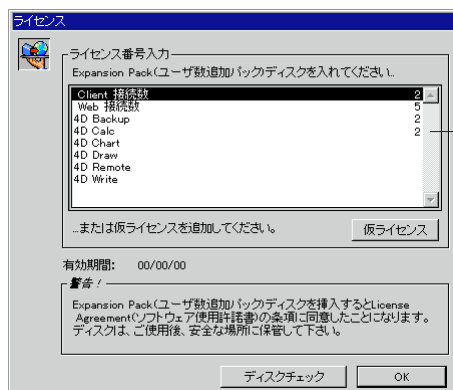 ライセンス
ライセンス番号入力
Expansion Pack(ユーザ数追加パック)ディスクを入れてください..
Client 接続数 2
Web 接続数 5
4D Backup 2
4D Calc 2
4D Chart
4D Draw
4D Remote
4D Write
...または仮ライセンスを追加してください。
仮ライセンス
有効期間: 00/00/00
警告！
Expansion Pack(ユーザ数追加パック)ディスクを挿入するとLicense
Agreement(ソフトウェア使用許諾書)の条項に同意したことになります。
ディスクは、ご使用後、安全な場所に保管して下さい。
ディスクチェック
OK